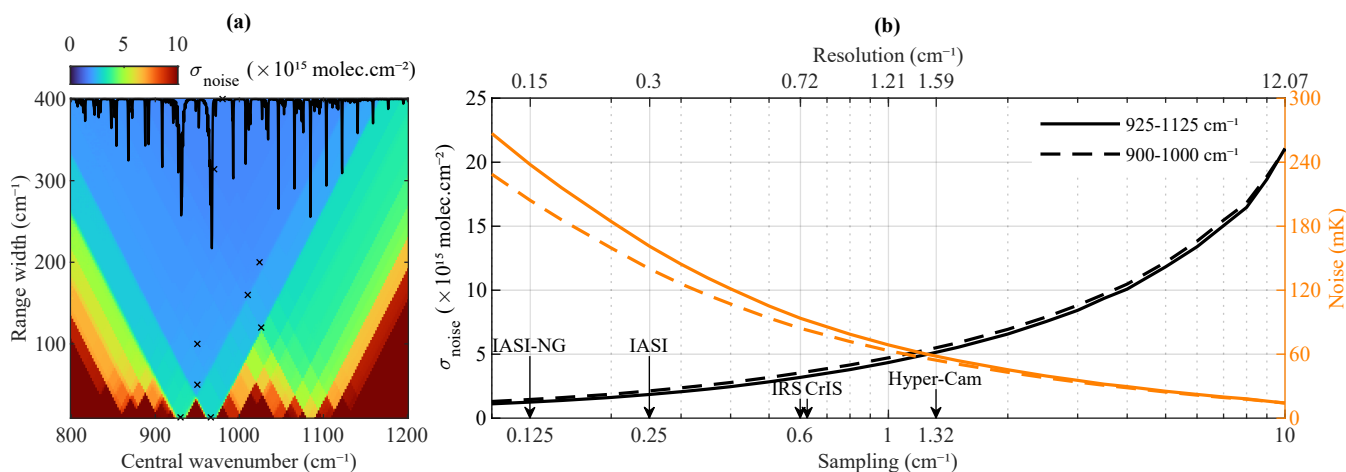 (a)
0 5 10
σnoise (×10¹⁵ molec.cm⁻²)
400
300
200
100
Range width (cm⁻¹)
800 900 1000 1100 1200
Central wavenumber (cm⁻¹)
(b)
Resolution (cm⁻¹)
0.15 0.3 0.72 1.21 1.59 12.07
25
20
15
10
5
0
σnoise (×10¹⁵ molec.cm⁻²)
925-1125 cm⁻¹
900-1000 cm⁻¹
IASI-NG
IASI
IRS
CrIS
Hyper-Cam
300
240
180
120
60
0
Noise (mK)
0.125 0.25 0.6 1 1.32 10
Sampling (cm⁻¹)